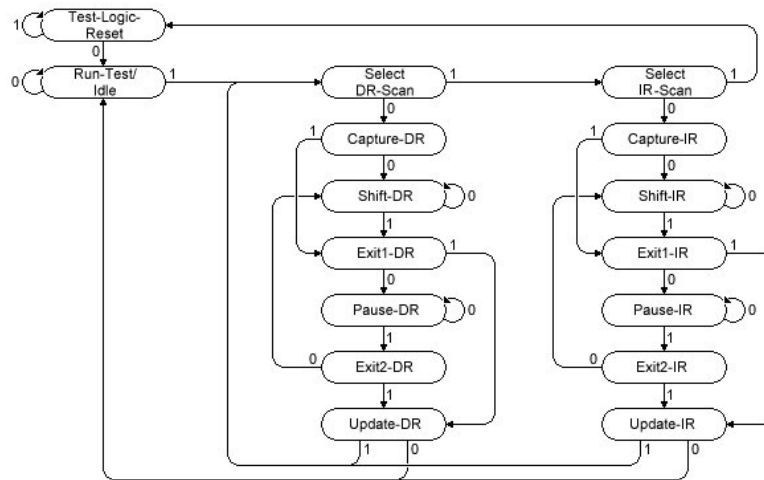 1
Test-Logic-
Reset
0
0
Run-Test/
Idle
1
Select
DR-Scan
1
Select
IR-Scan
1
0
0
1
Capture-DR
1
Capture-IR
0
0
Shift-DR
0
Shift-IR
0
1
1
Exit1-DR
1
Exit1-IR
1
0
0
Pause-DR
0
Pause-IR
0
1
1
0
Exit2-DR
0
Exit2-IR
1
1
Update-DR
Update-IR
1
0
1
0